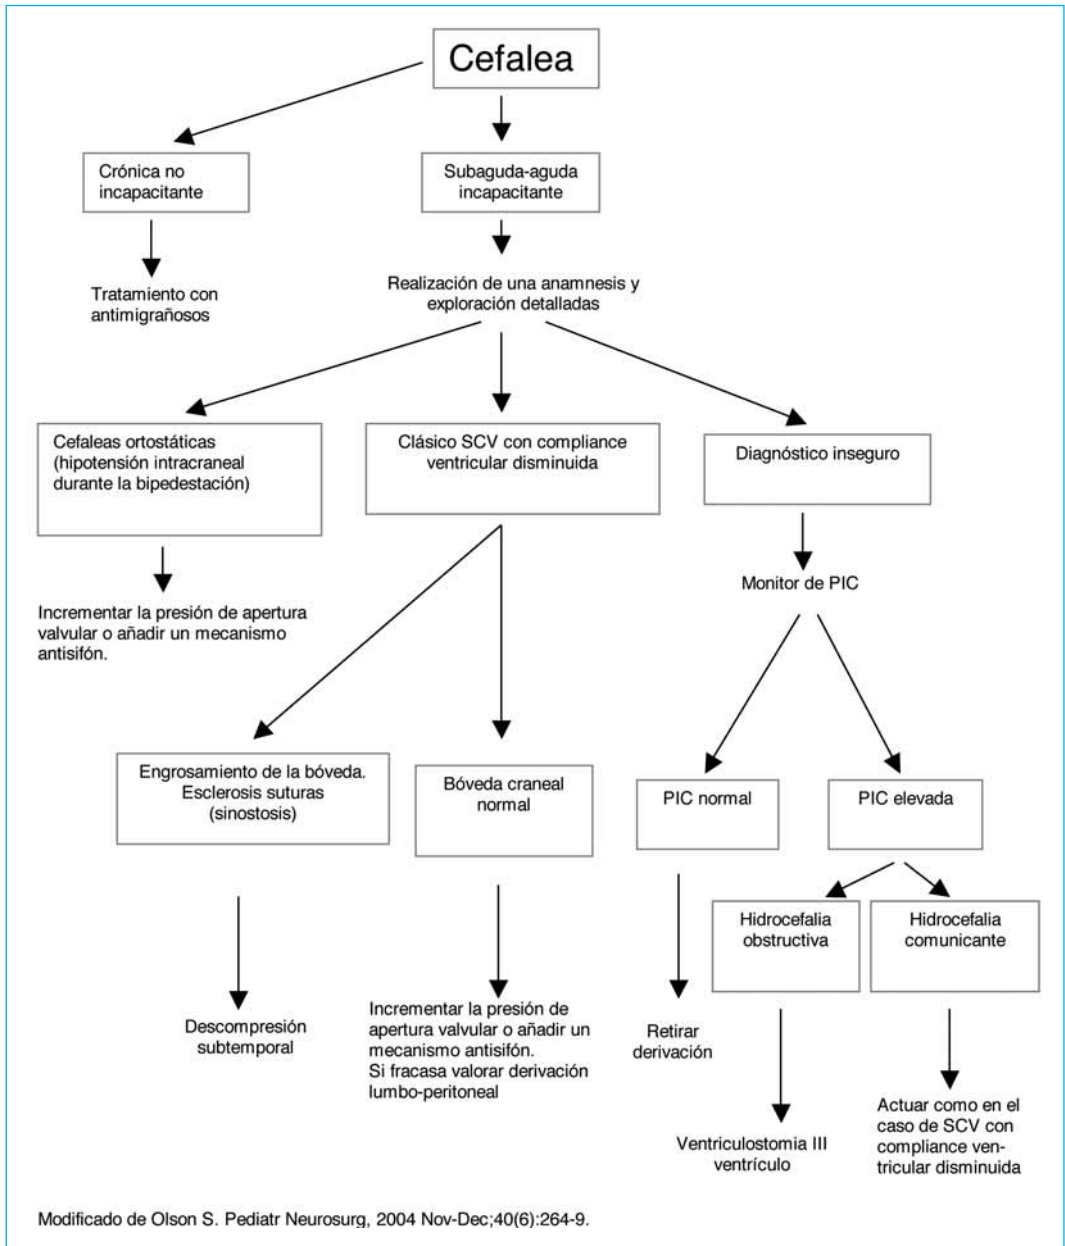 Cefalea
Crónica no
incapacitante
Subaguda-aguda
incapacitante
Tratamiento con
antimigrañosos
Realización de una anamnesis y
exploración detalladas
Cefaleas ortostáticas
(hipotensión intracraneal
durante la bipedestación)
Clásico SCV con compliance
ventricular disminuida
Diagnóstico inseguro
Incrementar la presión de apertura
valvular o añadir un mecanismo
antisifón.
Monitor de PIC
Engrosamiento de la bóveda.
Esclerosis suturas
(sinostosis)
Bóveda craneal
normal
PIC normal
PIC elevada
Hidrocefalia
obstructiva
Hidrocefalia
comunicante
Descompresión
subtemporal
Incrementar la presión de
apertura valvular o añadir un
mecanismo antisifón.
Si fracasa valorar derivación
lumbo-peritoneal
Retirar
derivación
Ventriculostomia III
ventrículo
Actuar como en el
caso de SCV con
compliance ven-
tricular disminuida
Modificado de Olson S. Pediatr Neurosurg, 2004 Nov-Dec;40(6):264-9.